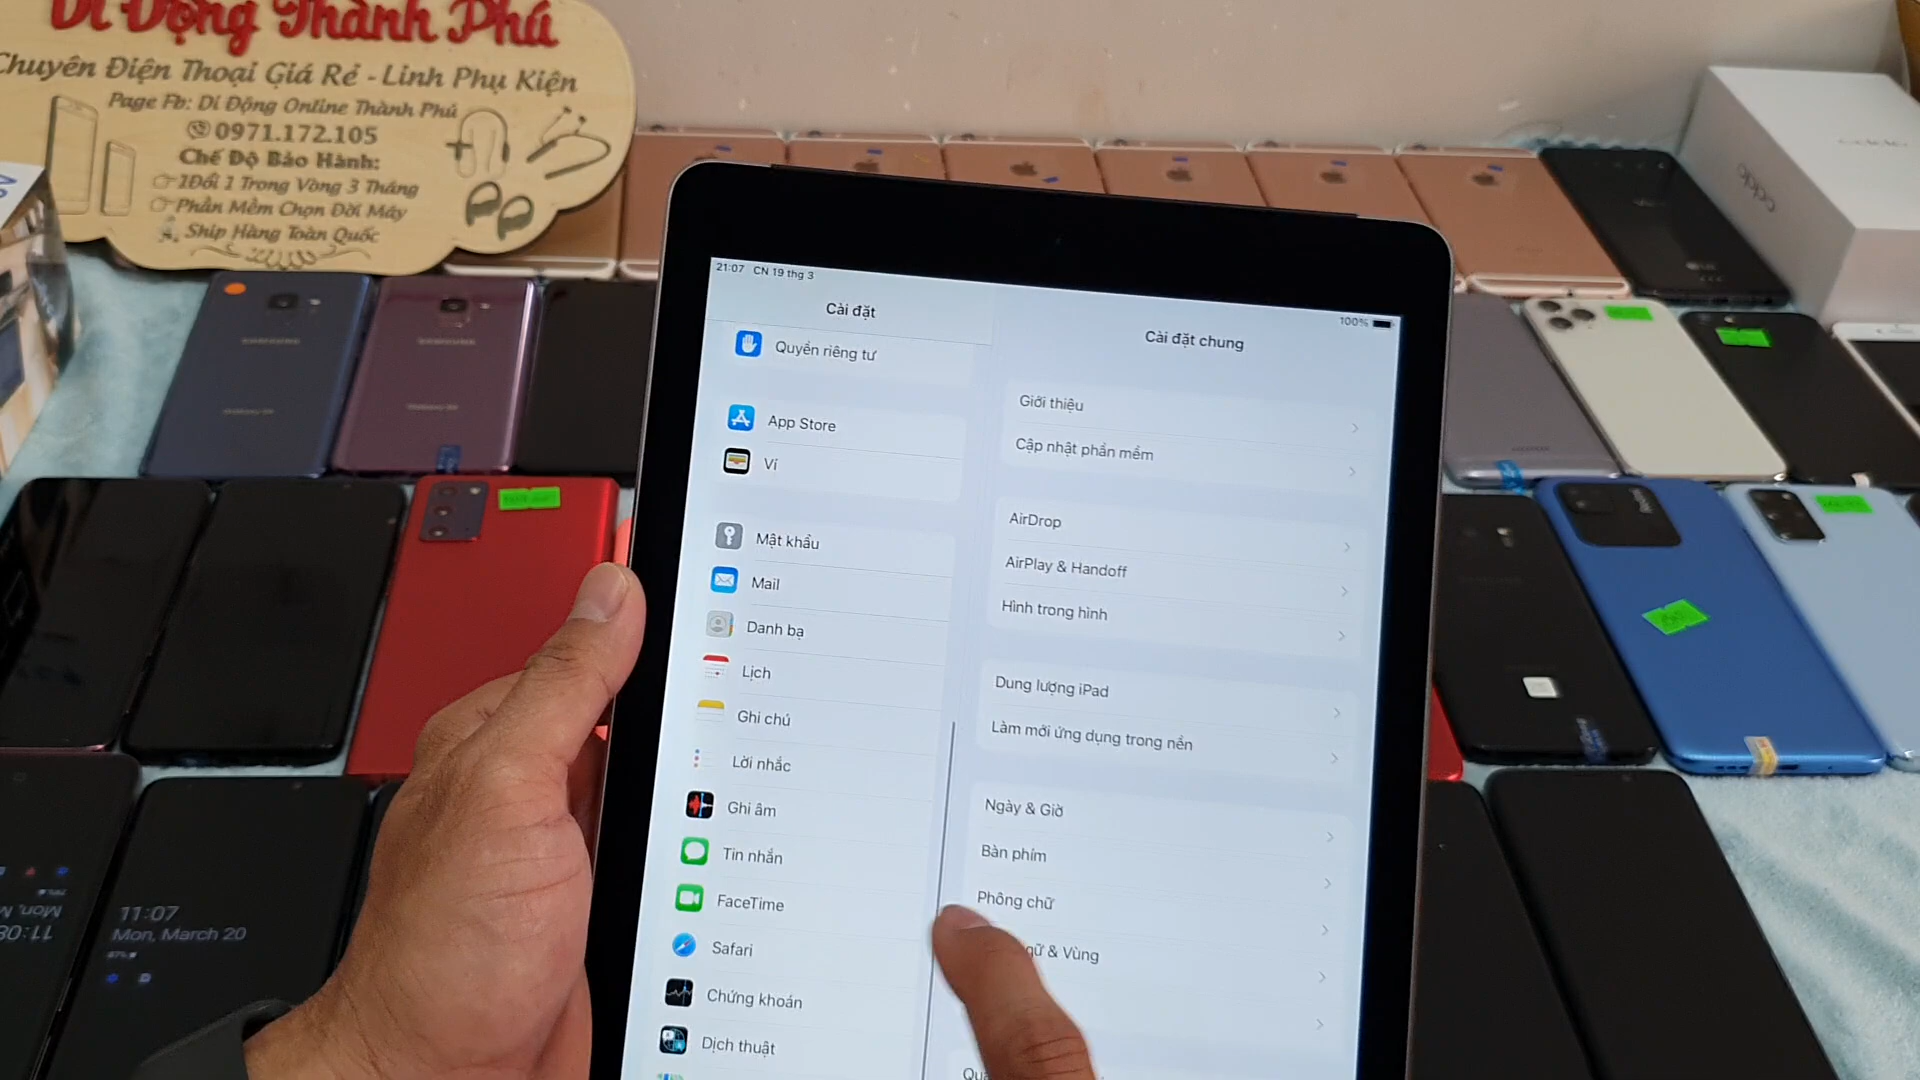 Di Động Thành Phú
Chuyên Điện Thoại Giá Rẻ - Linh Phụ Kiện
Page Fb: Di Động Online Thành Phú
0971.172.105
Chế Độ Bảo Hành:
1Đổi 1 Trong Vòng 3 Tháng
Phần Mềm Chọn Đời Máy
Ship Hàng Toàn Quốc
21:07 CN 19 thg 3
100%
Cài đặt
Quyền riêng tư
App Store
Ví
Mật khẩu
Mail
Danh bạ
Lịch
Ghi chú
Lời nhắc
Ghi âm
Tin nhắn
FaceTime
Safari
Chứng khoán
Dịch thuật
Cài đặt chung
Giới thiệu
Cập nhật phần mềm
AirDrop
AirPlay & Handoff
Hình trong hình
Dung lượng iPad
Làm mới ứng dụng trong nền
Ngày & Giờ
Bàn phím
Phông chữ
gữ & Vùng
SAMSUNG
SAMSUNG
oppo
LG
11:07
Mon, March 20